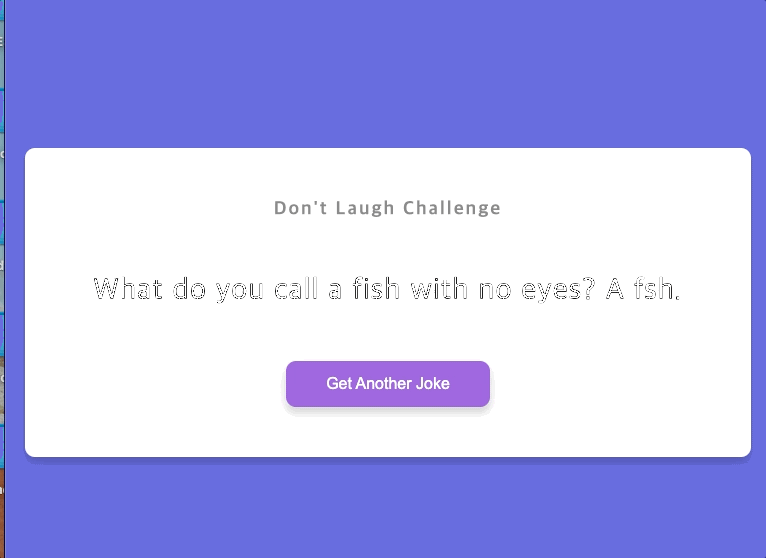 Don't Laugh Challenge
What do you call a fish with no eyes? A fsh.
Get Another Joke